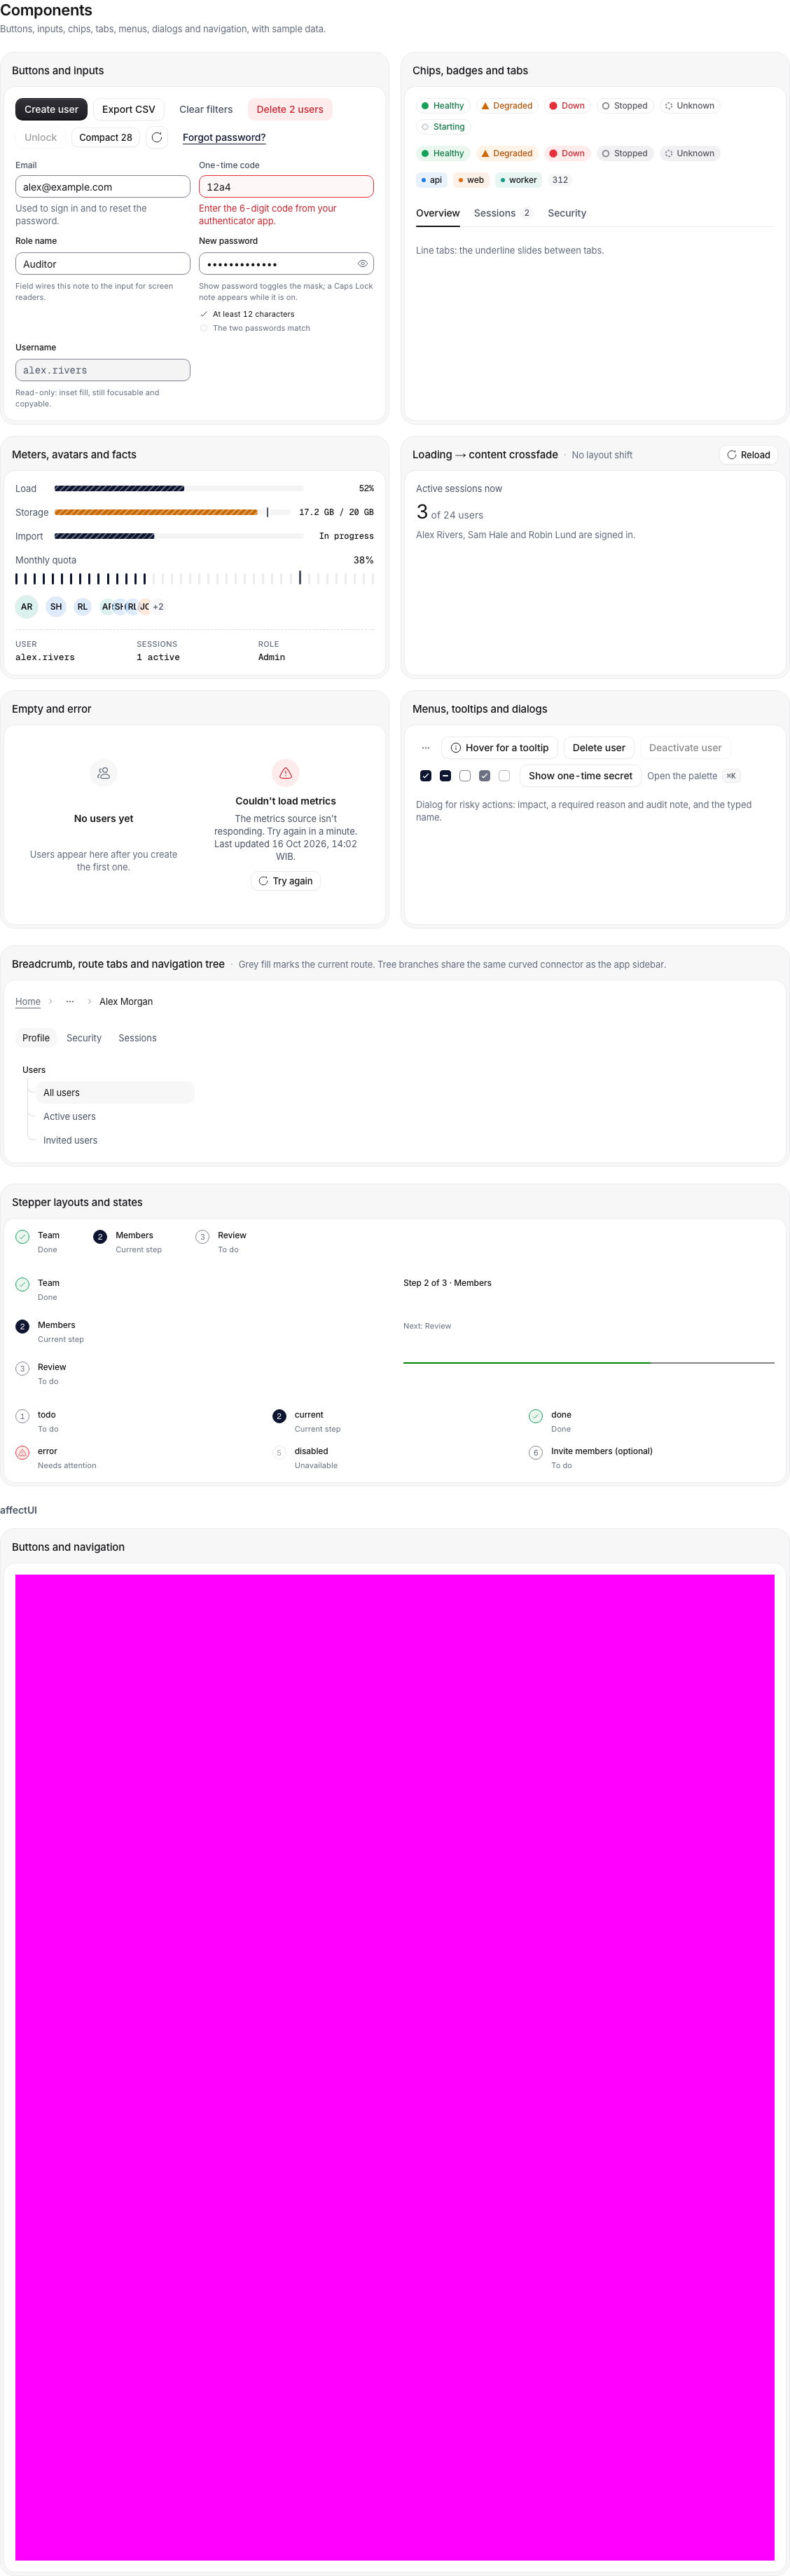 Components
Buttons, inputs, chips, tabs, menus, dialogs and navigation, with sample data.
Buttons and inputs
Create user
Export CSV
Clear filters
Delete 2 users
Unlock
Compact 28
Forgot password?
Email
alex@example.com
Used to sign in and to reset the
password.
One-time code
12a4
Enter the 6-digit code from your
authenticator app.
Role name
Auditor
Field wires this note to the input for screen
readers.
New password
•••••••••••••
Show password toggles the mask; a Caps Lock
note appears while it is on.
At least 12 characters
The two passwords match
Username
alex.rivers
Read-only: inset fill, still focusable and
copyable.
Chips, badges and tabs
Healthy
Degraded
Down
Stopped
Unknown
Starting
Healthy
Degraded
Down
Stopped
Unknown
api
web
worker
312
Overview
Sessions 2
Security
Line tabs: the underline slides between tabs.
Meters, avatars and facts
Load
52%
Storage
17.2 GB / 20 GB
Import
In progress
Monthly quota
38%
AR
SH
RL
+2
USER
alex.rivers
SESSIONS
1 active
ROLE
Admin
Loading → content crossfade · No layout shift
Reload
Active sessions now
3 of 24 users
Alex Rivers, Sam Hale and Robin Lund are signed in.
Empty and error
No users yet
Users appear here after you create
the first one.
Couldn't load metrics
The metrics source isn't
responding. Try again in a minute.
Last updated 16 Oct 2026, 14:02
WIB.
Try again
Menus, tooltips and dialogs
···
Hover for a tooltip
Delete user
Deactivate user
Show one-time secret
Open the palette ⌘K
Dialog for risky actions: impact, a required reason and audit note, and the typed
name.
Breadcrumb, route tabs and navigation tree · Grey fill marks the current route. Tree branches share the same curved connector as the app sidebar.
Home › ··· › Alex Morgan
Profile
Security
Sessions
Users
All users
Active users
Invited users
Stepper layouts and states
Team
Done
2
Members
Current step
3
Review
To do
Team
Done
2
Members
Current step
3
Review
To do
Step 2 of 3 · Members
Next: Review
1
todo
To do
2
current
Current step
done
Done
error
Needs attention
5
disabled
Unavailable
6
Invite members (optional)
To do
affectUI
Buttons and navigation